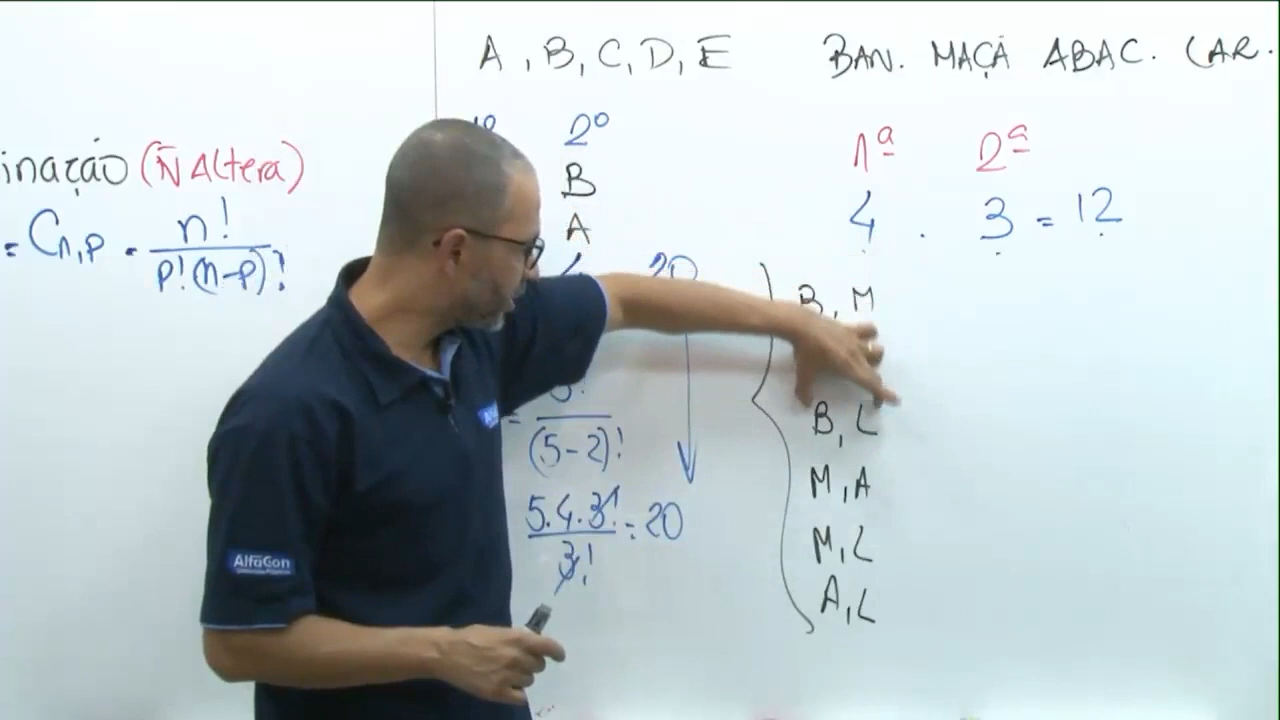 A, B, C, D, E
BAN. MAÇÃ ABAC. CAR.
(Ñ Altera)
= Cn,p = n!
p!(n-p)!
2º
B
A
20
(5-2)!
5.4.3! = 20
3!
1ª 2ª
4 . 3 = 12
B, M
B, C
M, A
M, C
A, C
AlfaCon